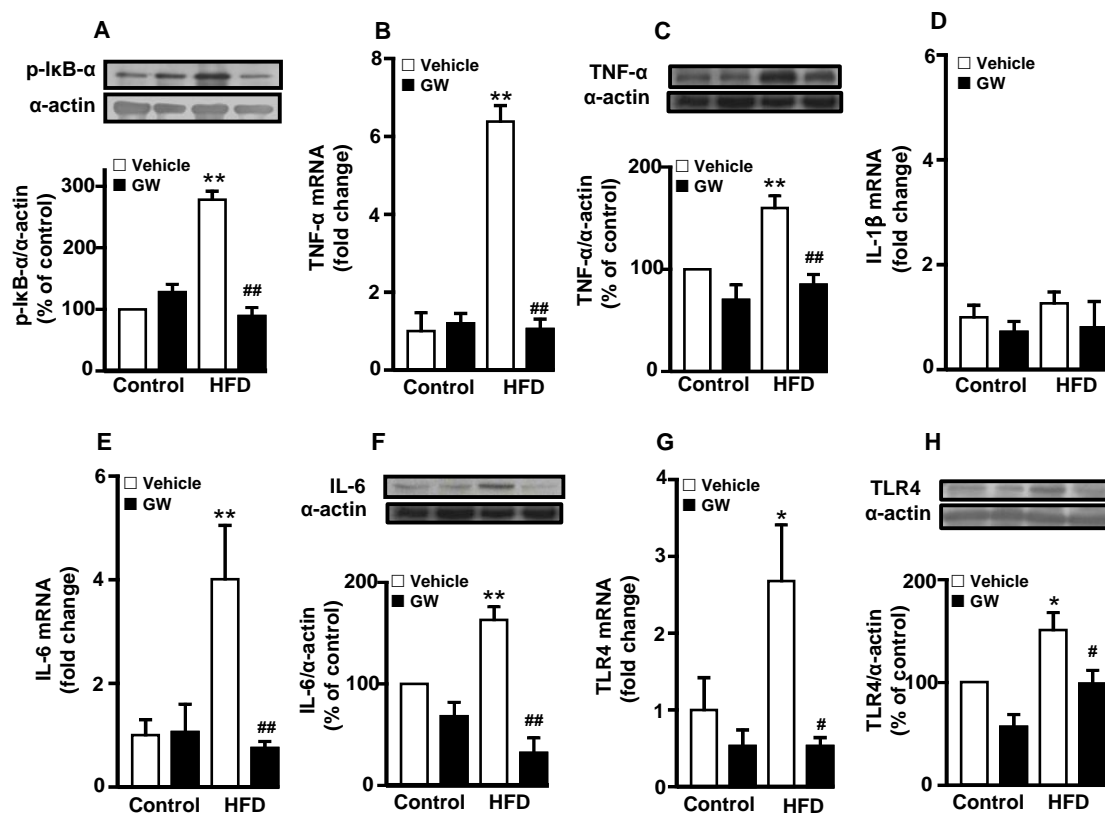 A
p-IκB-α
α-actin
Vehicle
GW
p-IκB-α/α-actin
(% of control)
300
200
100
0
**
##
Control HFD
B
Vehicle
GW
TNF-α mRNA
(fold change)
8
6
4
2
0
**
##
Control HFD
C
TNF-α
α-actin
Vehicle
GW
TNF-α/α-actin
(% of control)
200
100
0
**
##
Control HFD
D
IL-1β mRNA
(fold change)
6
4
2
0
Control HFD
E
Vehicle
GW
IL-6 mRNA
(fold change)
6
4
2
0
**
##
Control HFD
F
IL-6
α-actin
Vehicle
GW
IL-6/α-actin
(% of control)
200
100
0
**
##
Control HFD
G
Vehicle
GW
TLR4 mRNA
(fold change)
4
3
2
1
0
*
#
Control HFD
H
TLR4
α-actin
Vehicle
GW
TLR4/α-actin
(% of control)
200
100
0
*
#
Control HFD